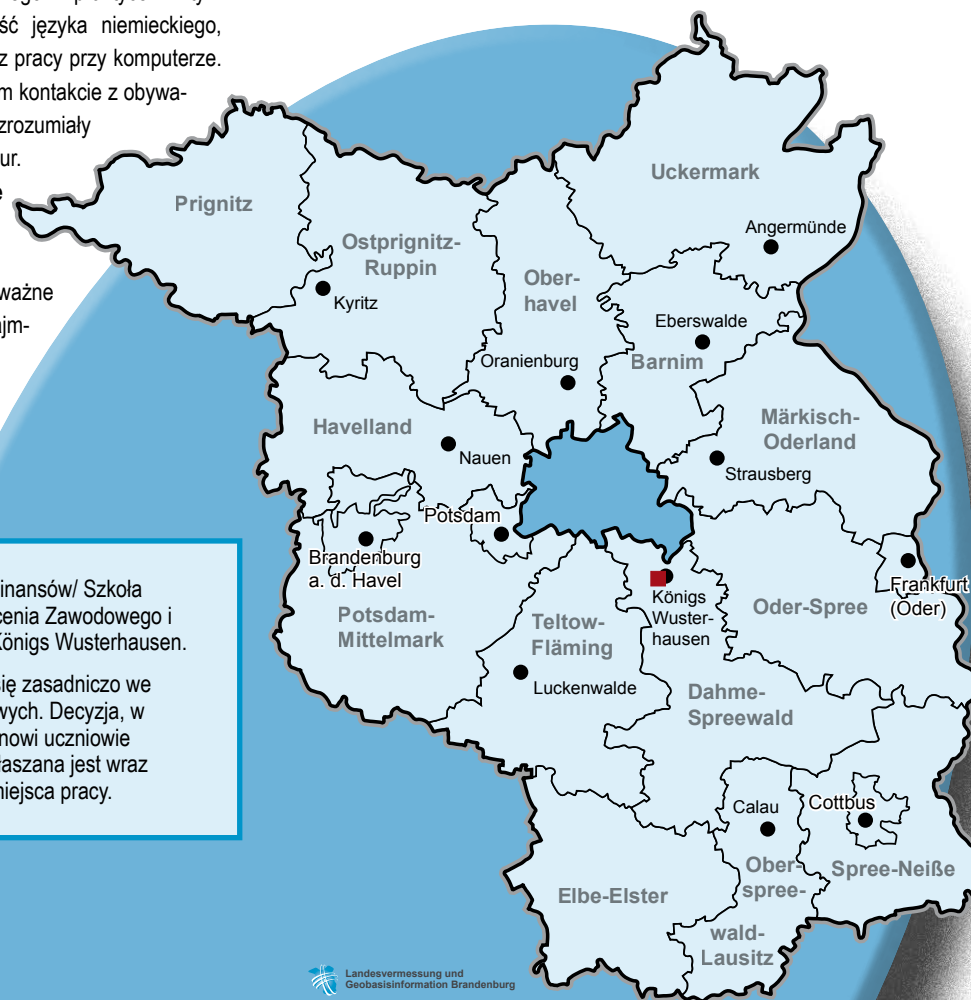 ść języka niemieckiego,
z pracy przy komputerze.
m kontakcie z obywa-
zrozumiały
ur.
e
ważne
ajm-
Uckermark
Prignitz
Angermünde
Ostprignitz-
Ruppin
Ober-
havel
Kyritz
Eberswalde
Oranienburg
Barnim
Havelland
Märkisch-
Oderland
Nauen
Strausberg
Potsdam
Brandenburg
a. d. Havel
Frankfurt
(Oder)
Königs
Wuster-
hausen
Oder-Spree
Potsdam-
Mittelmark
Teltow-
Fläming
Luckenwalde
Dahme-
Spreewald
inansów/ Szkoła
cenia Zawodowego i
Königs Wusterhausen.
się zasadniczo we
wych. Decyzja, w
nowi uczniowie
łaszana jest wraz
miejsca pracy.
Calau
Cottbus
Elbe-Elster
Ober-
spree-
wald-
Lausitz
Spree-Neiße
Landesvermessung und
Geobasisinformation Brandenburg